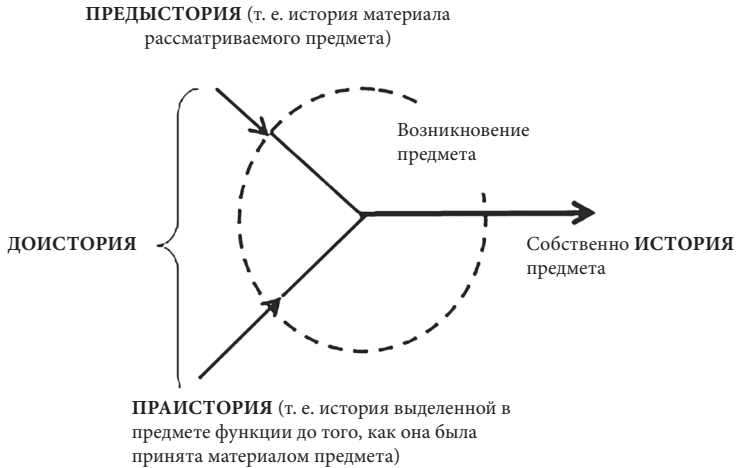 ПРЕДЫСТОРИЯ (т. е. история материала
рассматриваемого предмета)
Возникновение
предмета
ДОИСТОРИЯ
Собственно ИСТОРИЯ
предмета
ПРАИСТОРИЯ (т. е. история выделенной в
предмете функции до того, как она была
принята материалом предмета)